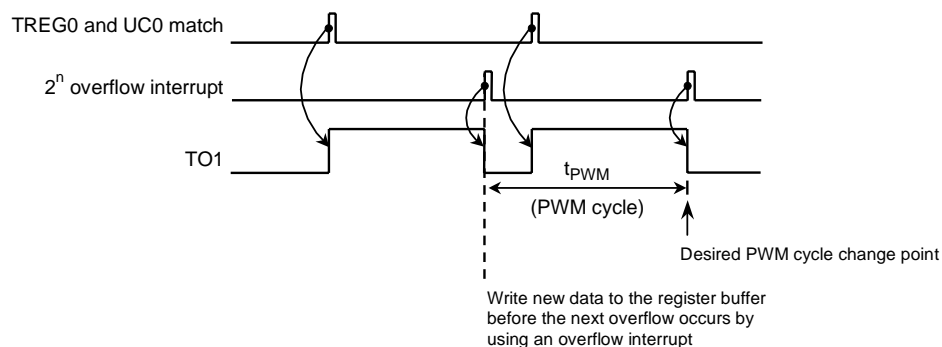 TREG0 and UC0 match
2n overflow interrupt
TO1
tPWM
(PWM cycle)
Desired PWM cycle change point
Write new data to the register buffer
before the next overflow occurs by
using an overflow interrupt